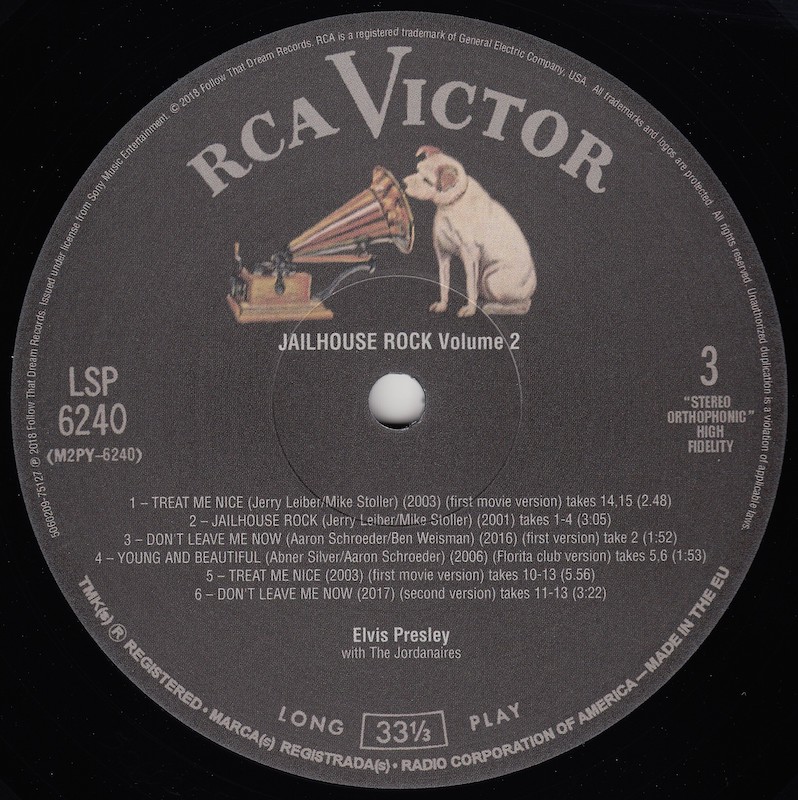 506209-75127 ℗ 2018 Follow That Dream Records. Issued under license from Sony Music Entertainment. © 2018 Follow That Dream Records. RCA is a registered trademark of General Electric Company, USA. All trademarks and logos are protected. All rights reserved. Unauthorized duplication is a violation of applicable laws.
RCA VICTOR
JAILHOUSE ROCK Volume 2
LSP
6240
(M2PY-6240)
3
"STEREO
ORTHOPHONIC"
HIGH
FIDELITY
1 – TREAT ME NICE (Jerry Leiber/Mike Stoller) (2003) (first movie version) takes 14,15 (2.48)
2 – JAILHOUSE ROCK (Jerry Leiber/Mike Stoller) (2001) takes 1-4 (3:05)
3 – DON'T LEAVE ME NOW (Aaron Schroeder/Ben Weisman) (2016) (first version) take 2 (1:52)
4 – YOUNG AND BEAUTIFUL (Abner Silver/Aaron Schroeder) (2006) (Florita club version) takes 5,6 (1:53)
5 – TREAT ME NICE (2003) (first movie version) takes 10-13 (5.56)
6 – DON'T LEAVE ME NOW (2017) (second version) takes 11-13 (3:22)
Elvis Presley
with The Jordanaires
LONG 33⅓ PLAY
TMK(s) ® REGISTERED • MARCA(s) REGISTRADA(s) • RADIO CORPORATION OF AMERICA—MADE IN THE EU